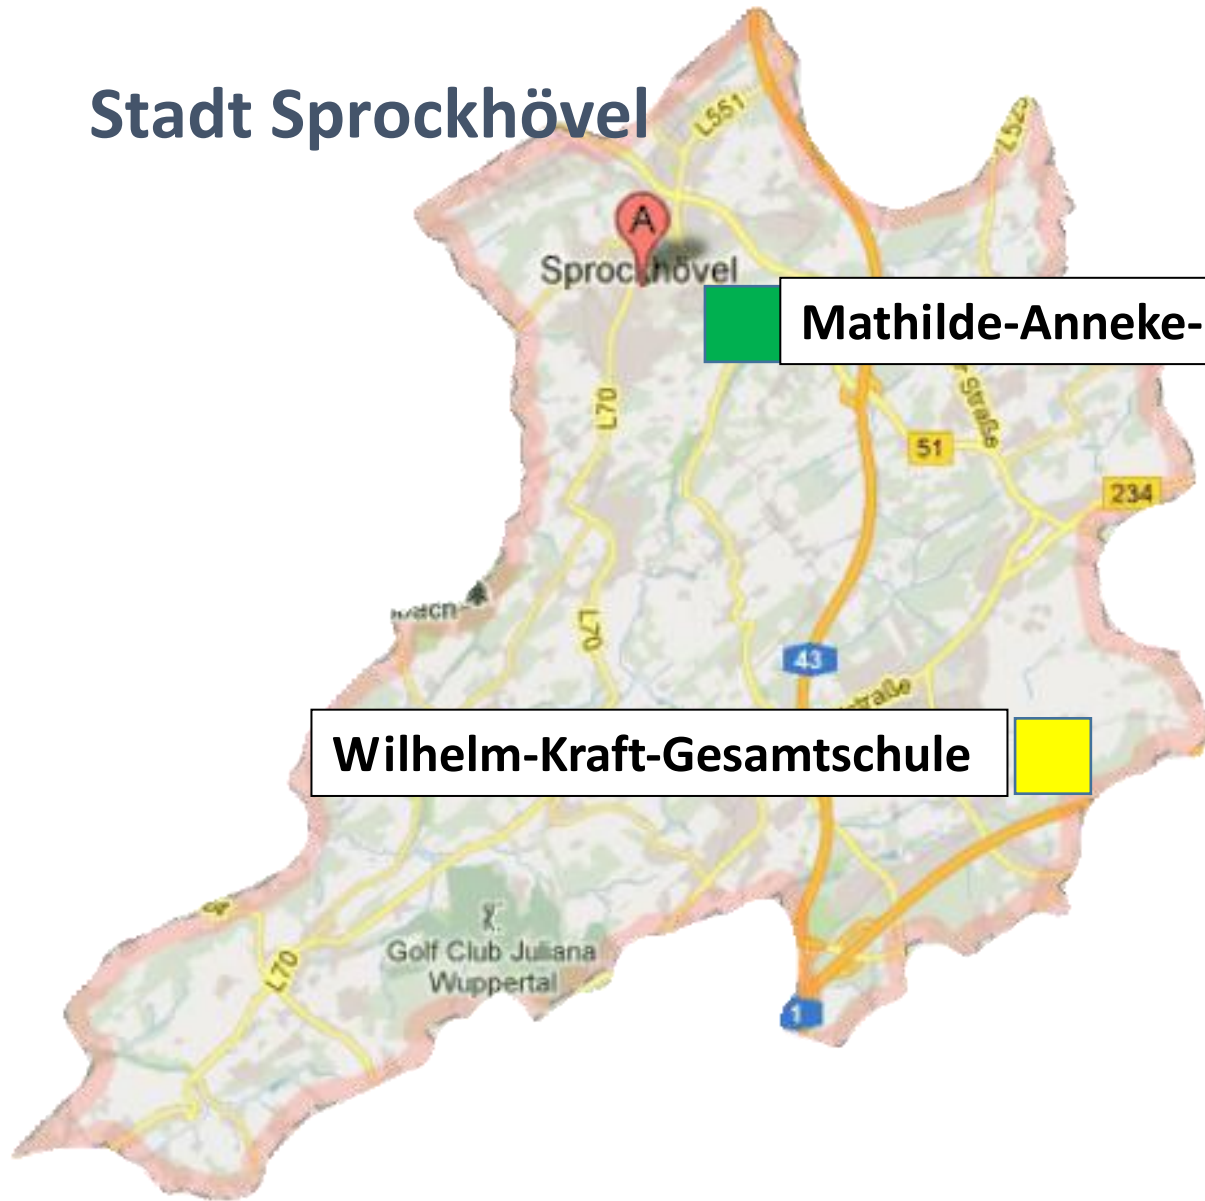 Stadt Sprockhövel
L551
L52
A
Sprockhövel
Mathilde-Anneke-
Straße
L70
51
234
L70
43
straße
Wilhelm-Kraft-Gesamtschule
Golf Club Juliana
Wuppertal
L70
1